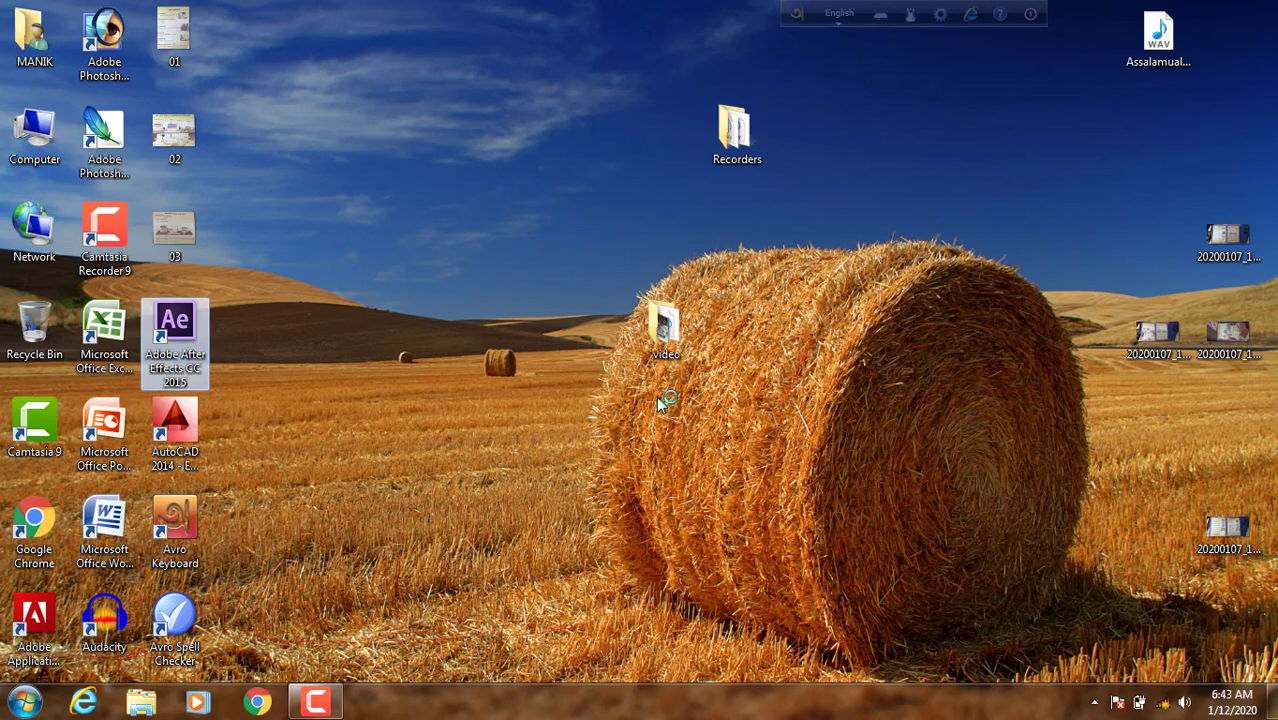 English
MANIK
Adobe
Photosh...
01
WAV
Assalamual...
Computer
Adobe
Photosh...
02
Recorders
Network
Camtasia
Recorder 9
03
20200107_1...
Recycle Bin
Microsoft
Office Exc...
Ae
Adobe After
Effects CC
2015
video
20200107_1...
20200107_1...
Camtasia 9
Microsoft
Office Po...
AutoCAD
2014 - E...
Google
Chrome
Microsoft
Office Wo...
Avro
Keyboard
20200107_1...
Adobe
Applicati...
Audacity
Avro Spell
Checker
6:43 AM
1/12/2020